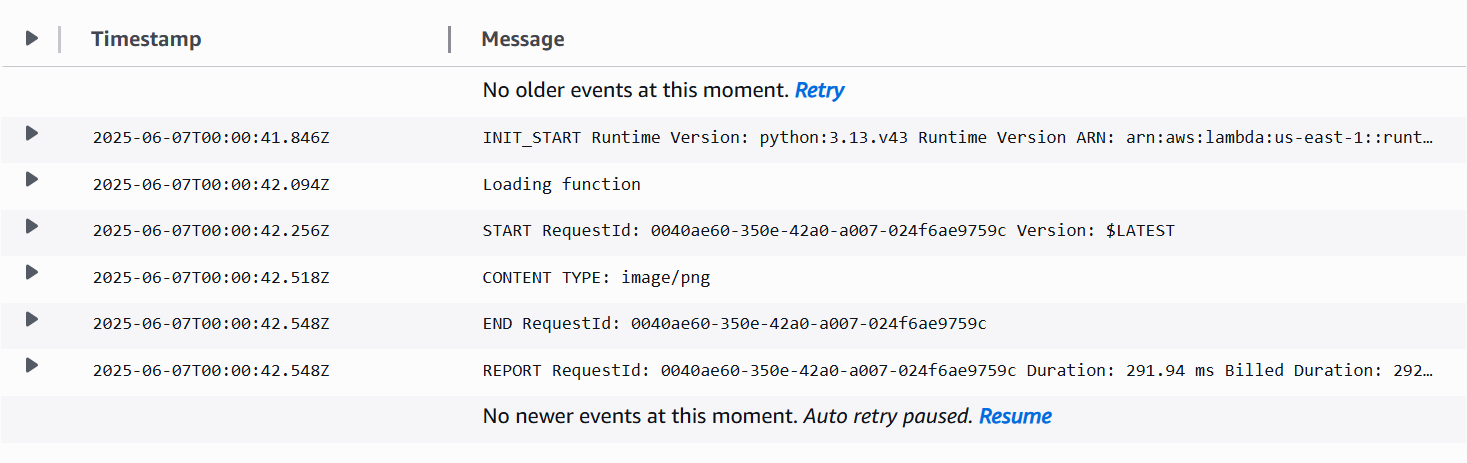 Timestamp Message
No older events at this moment. Retry
2025-06-07T00:00:41.846Z INIT_START Runtime Version: python:3.13.v43 Runtime Version ARN: arn:aws:lambda:us-east-1::runt…
2025-06-07T00:00:42.094Z Loading function
2025-06-07T00:00:42.256Z START RequestId: 0040ae60-350e-42a0-a007-024f6ae9759c Version: $LATEST
2025-06-07T00:00:42.518Z CONTENT TYPE: image/png
2025-06-07T00:00:42.548Z END RequestId: 0040ae60-350e-42a0-a007-024f6ae9759c
2025-06-07T00:00:42.548Z REPORT RequestId: 0040ae60-350e-42a0-a007-024f6ae9759c Duration: 291.94 ms Billed Duration: 292…
No newer events at this moment. Auto retry paused. Resume